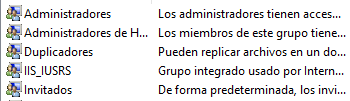 Administradores Los administradores tienen acces...
Administradores de H... Los miembros de este grupo tiene...
Duplicadores Pueden replicar archivos en un do...
IIS_IUSRS Grupo integrado usado por Intern...
Invitados De forma predeterminada, los invi...